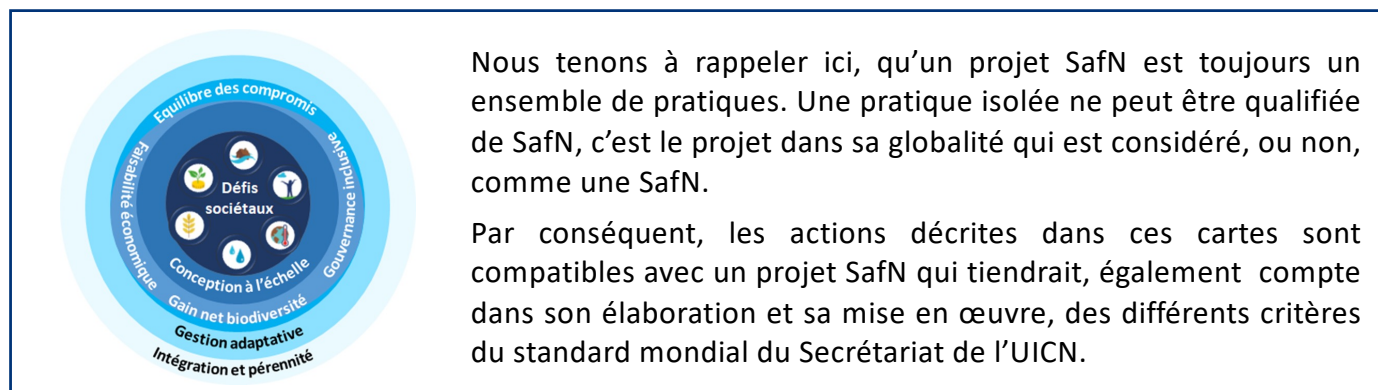 Equilibre des compromis
Faisabilité économique
Gouvernance inclusive
Défis
sociétaux
Conception à l'échelle
Gain net biodiversité
Gestion adaptative
Intégration et pérennité
Nous tenons à rappeler ici, qu'un projet SafN est toujours un
ensemble de pratiques. Une pratique isolée ne peut être qualifiée
de SafN, c'est le projet dans sa globalité qui est considéré, ou non,
comme une SafN.
Par conséquent, les actions décrites dans ces cartes sont
compatibles avec un projet SafN qui tiendrait, également compte
dans son élaboration et sa mise en œuvre, des différents critères
du standard mondial du Secrétariat de l'UICN.